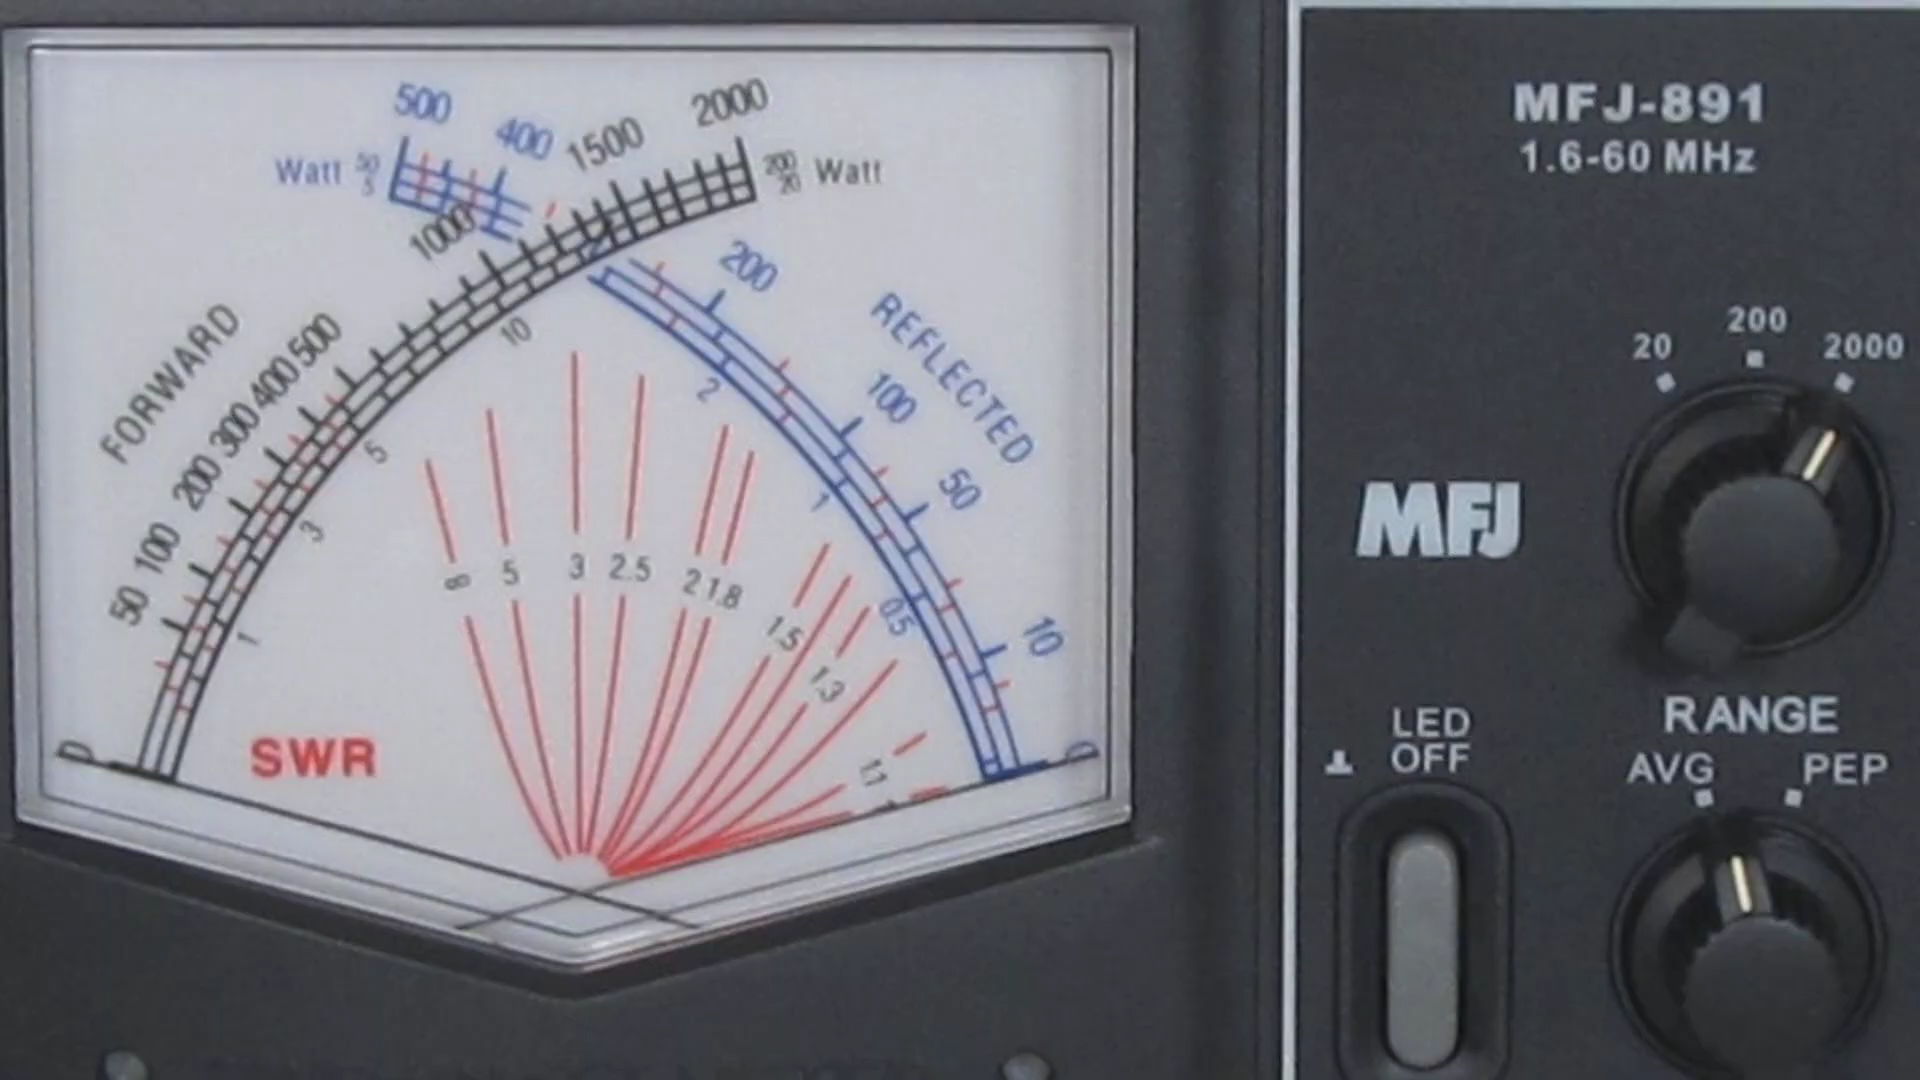 500
400
1500
2000
Watt 50
5
200
20 Watt
1000
200
FORWARD
REFLECTED
50 100 200 300 400 500
100
50
10
1 3 5 10
2
1
0.5
0
0
∞ 5 3 2.5 2 1.8
1.5
1.3
1.1
SWR
MFJ-891
1.6-60 MHz
20 200 2000
MFJ
RANGE
LED
OFF
AVG PEP